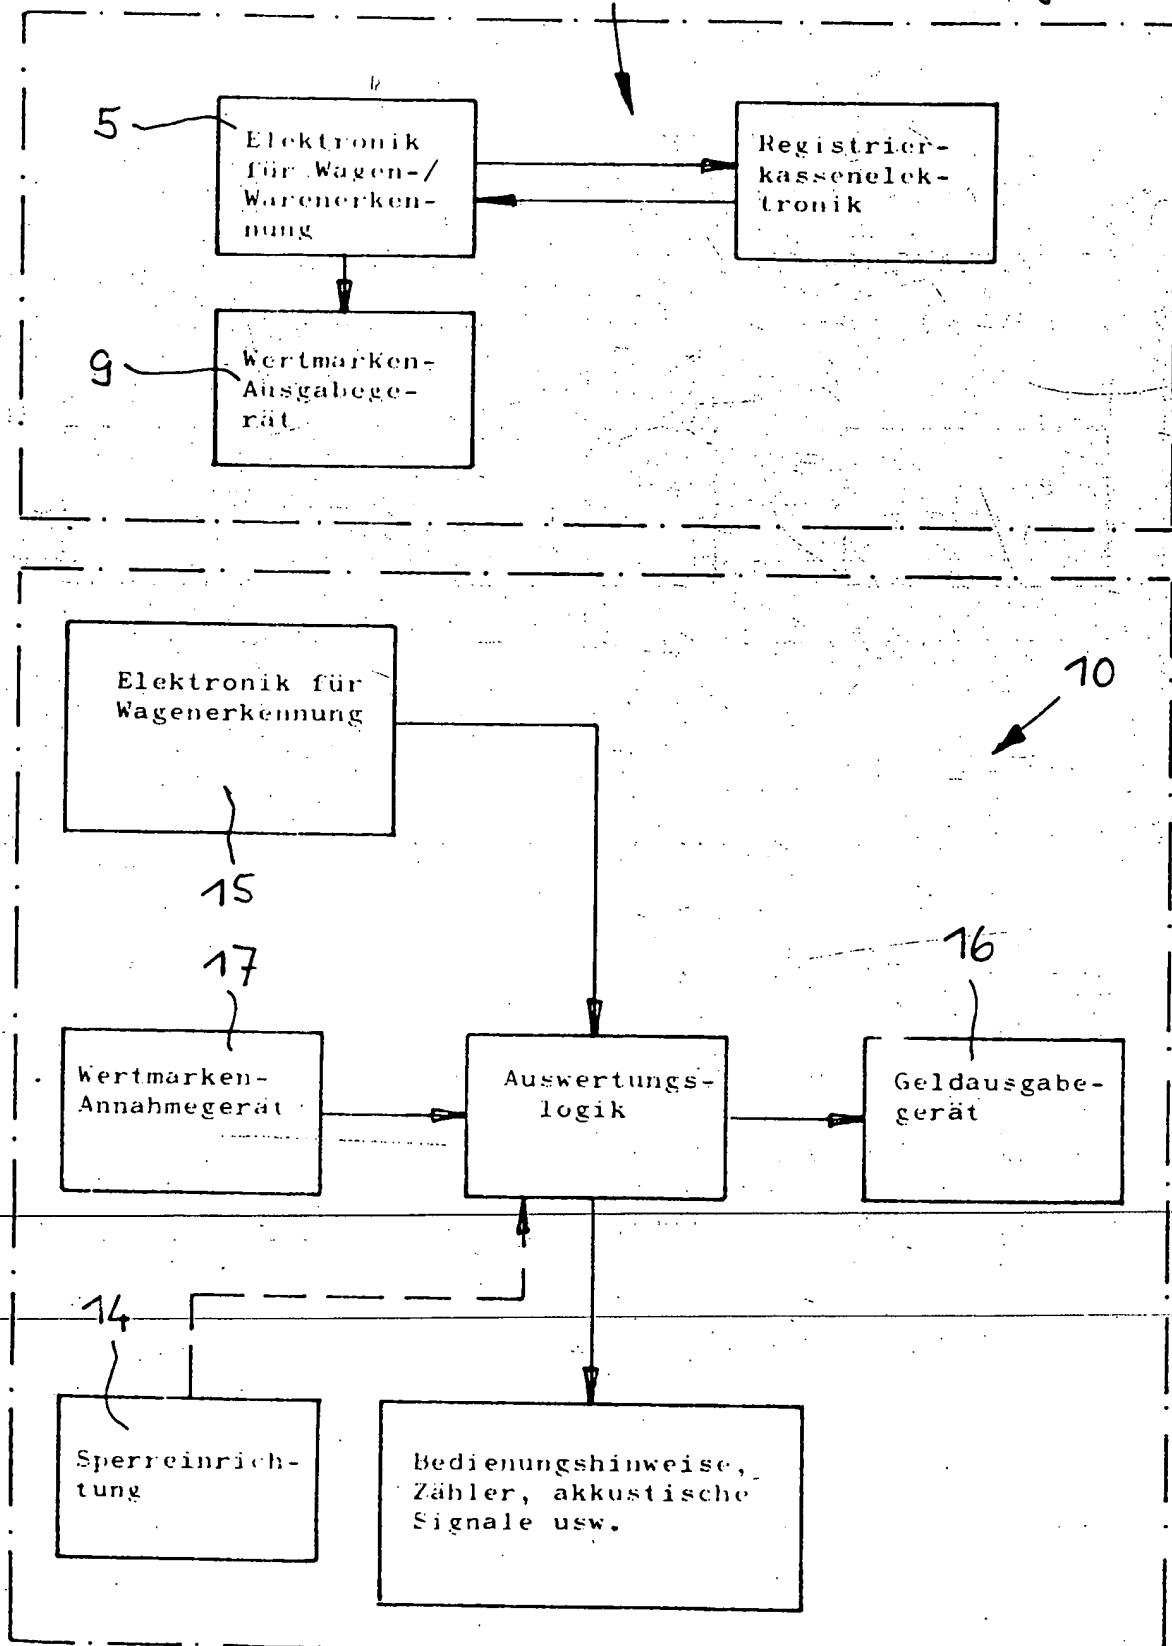 5
Elektronik
für Wagen-/
Warenerken-
nung
Registrier-
kassenelek-
tronik
9
Wertmarken-
Ausgabege-
rät
Elektronik für
Wagenerkennung
10
15
17
16
Wertmarken-
Annahmegerät
Auswertungs-
logik
Geldausgabe-
gerät
14
Sperreinrich-
tung
Bedienungshinweise,
Zähler, akkustische
Signale usw.